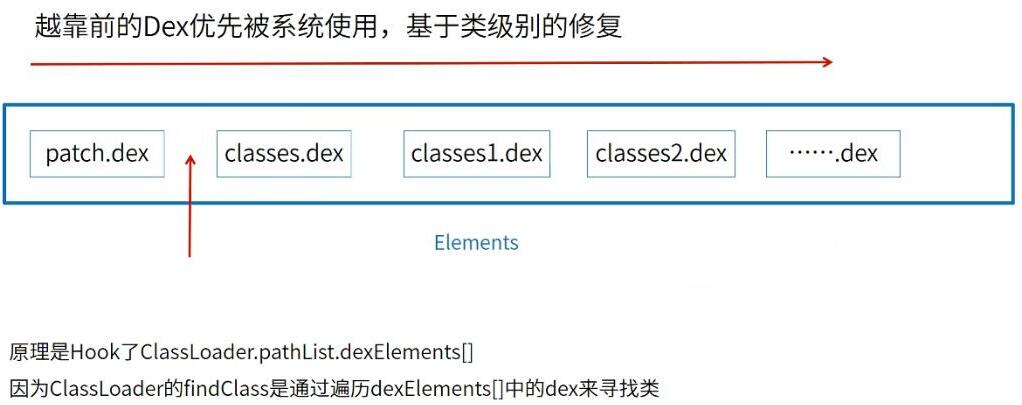 越靠前的Dex优先被系统使用，基于类级别的修复
patch.dex classes.dex classes1.dex classes2.dex ⋯⋯.dex
Elements
原理是Hook了ClassLoader.pathList.dexElements[]
因为ClassLoader的findClass是通过遍历dexElements[]中的dex来寻找类